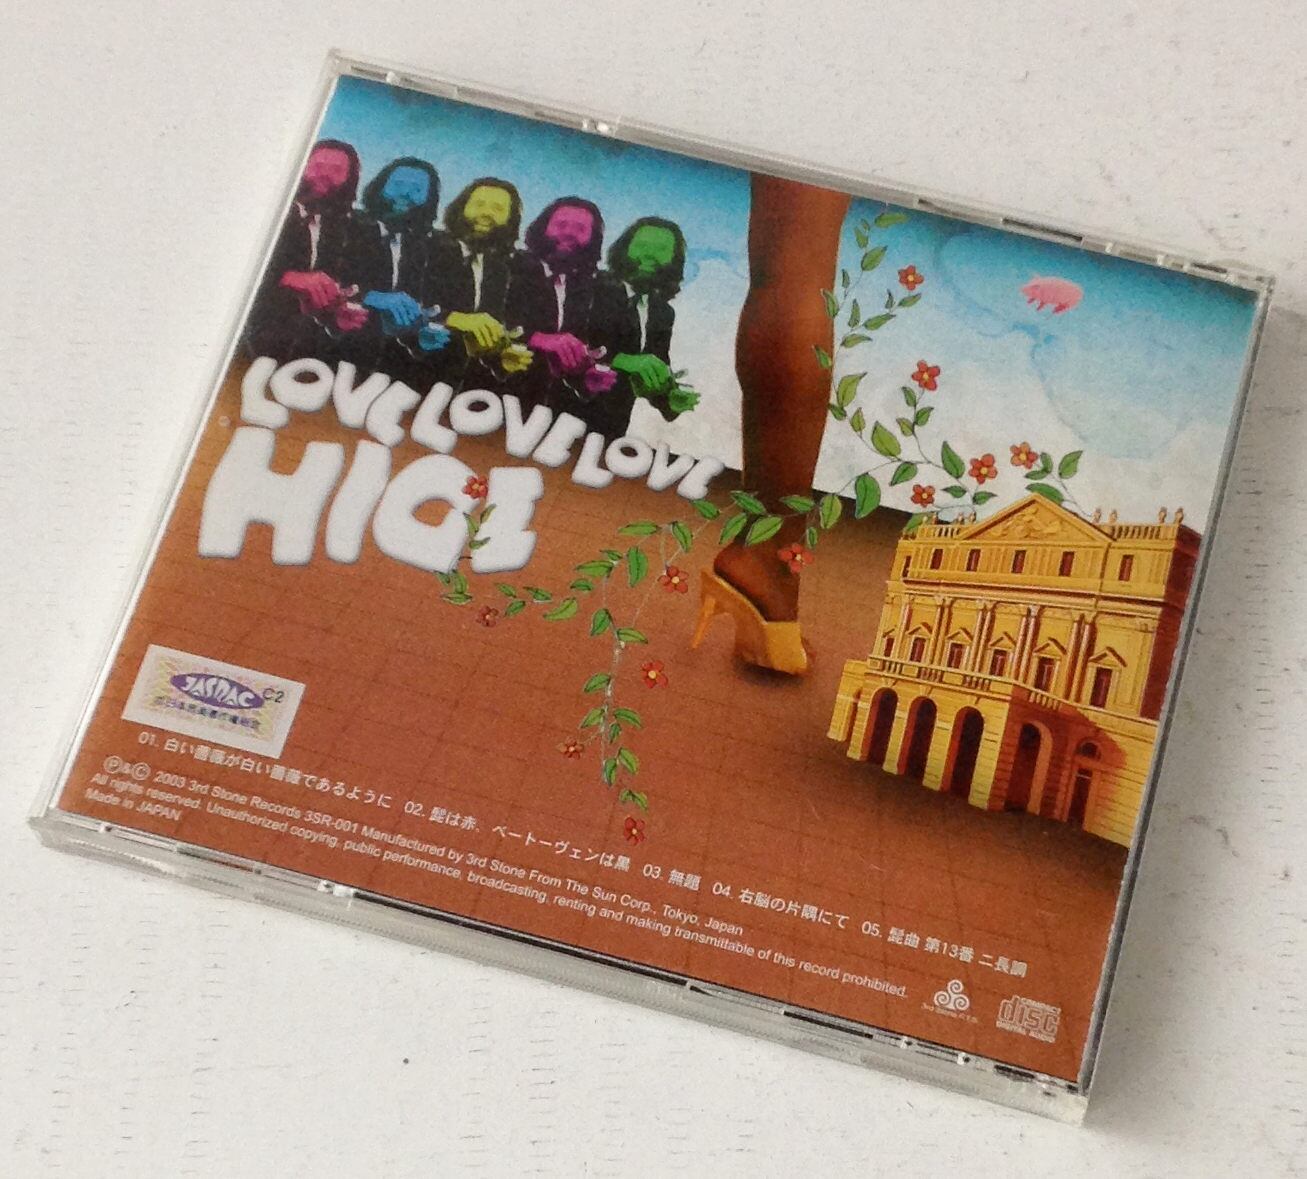 LOVE LOVE LOVE
HIGE
JASRAC C2
01. 白い薔薇が白い薔薇であるように 02. 髭は赤、ベートーヴェンは黒 03. 無題 04. 右脳の片隅にて 05. 髭曲 第13番 ニ長調
Ⓟ&Ⓒ 2003 3rd Stone Records 3SR-001 Manufactured by 3rd Stone From The Sun Corp., Tokyo, Japan
All rights reserved. Unauthorized copying, public performance, broadcasting, renting and making transmittable of this record prohibited.
Made in JAPAN
COMPACT
disc
DIGITAL AUDIO